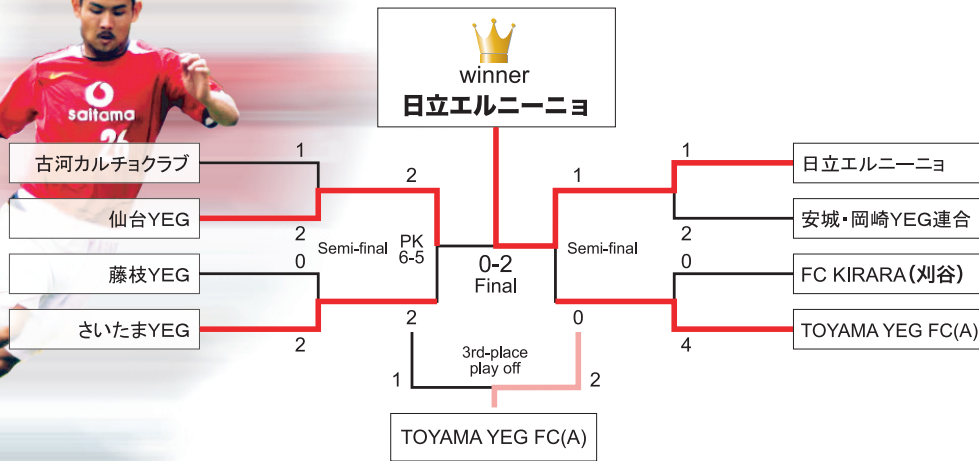 winner
日立エルニーニョ
saitama
26
古河カルチョクラブ
1
仙台YEG
2
藤枝YEG
0
さいたまYEG
2
2
Semi-final
PK
6-5
2
0-2
Final
1
Semi-final
0
1
日立エルニーニョ
2
安城・岡崎YEG連合
0
FC KIRARA(刈谷)
4
TOYAMA YEG FC(A)
3rd-place
play off
1
2
TOYAMA YEG FC(A)